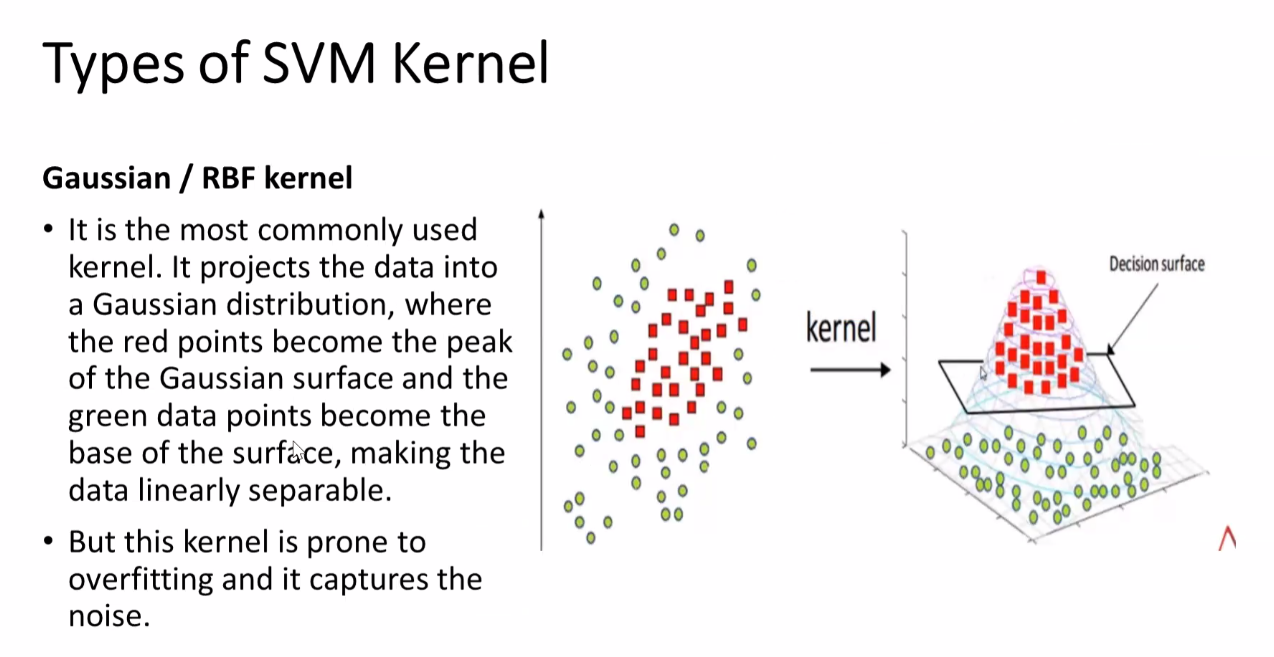 Types of SVM Kernel
Gaussian / RBF kernel
• It is the most commonly used
kernel. It projects the data into
a Gaussian distribution, where
the red points become the peak
of the Gaussian surface and the
green data points become the
base of the surface, making the
data linearly separable.
• But this kernel is prone to
overfitting and it captures the
noise.
kernel
Decision surface